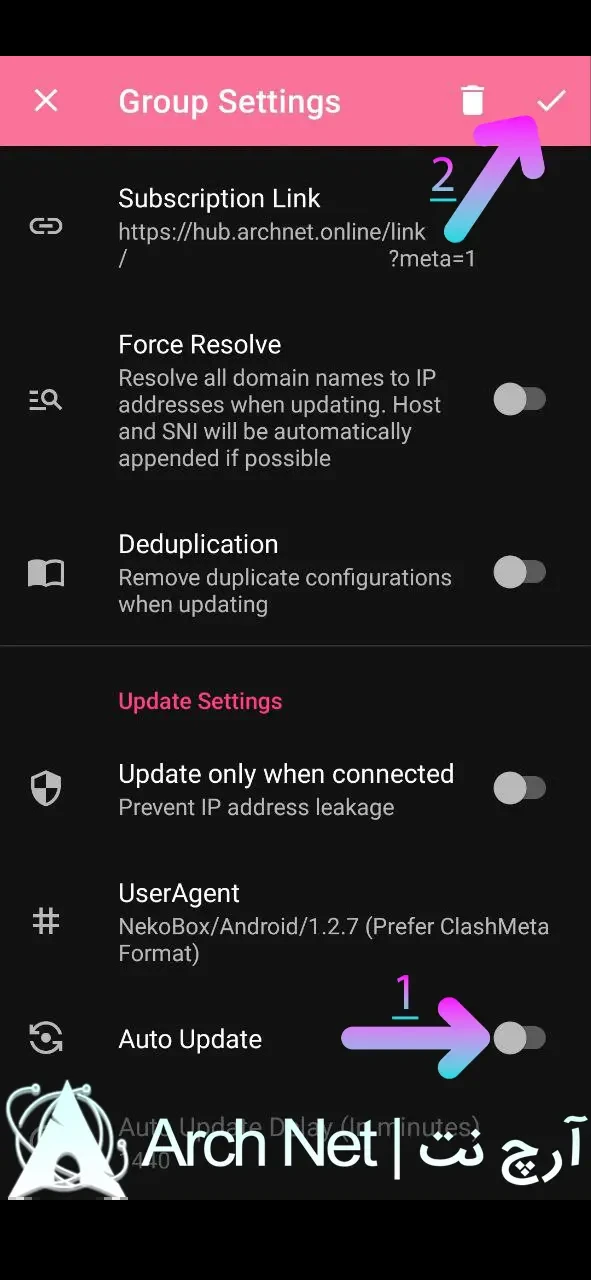 Group Settings
2
Subscription Link
https://hub.archnet.online/link
/ ?meta=1
Force Resolve
Resolve all domain names to IP
addresses when updating. Host
and SNI will be automatically
appended if possible
Deduplication
Remove duplicate configurations
when updating
Update Settings
Update only when connected
Prevent IP address leakage
UserAgent
NekoBox/Android/1.2.7 (Prefer ClashMeta
Format)
1
Auto Update
Auto Update Delay (In minutes)
1440
Arch Net | آرچ نت